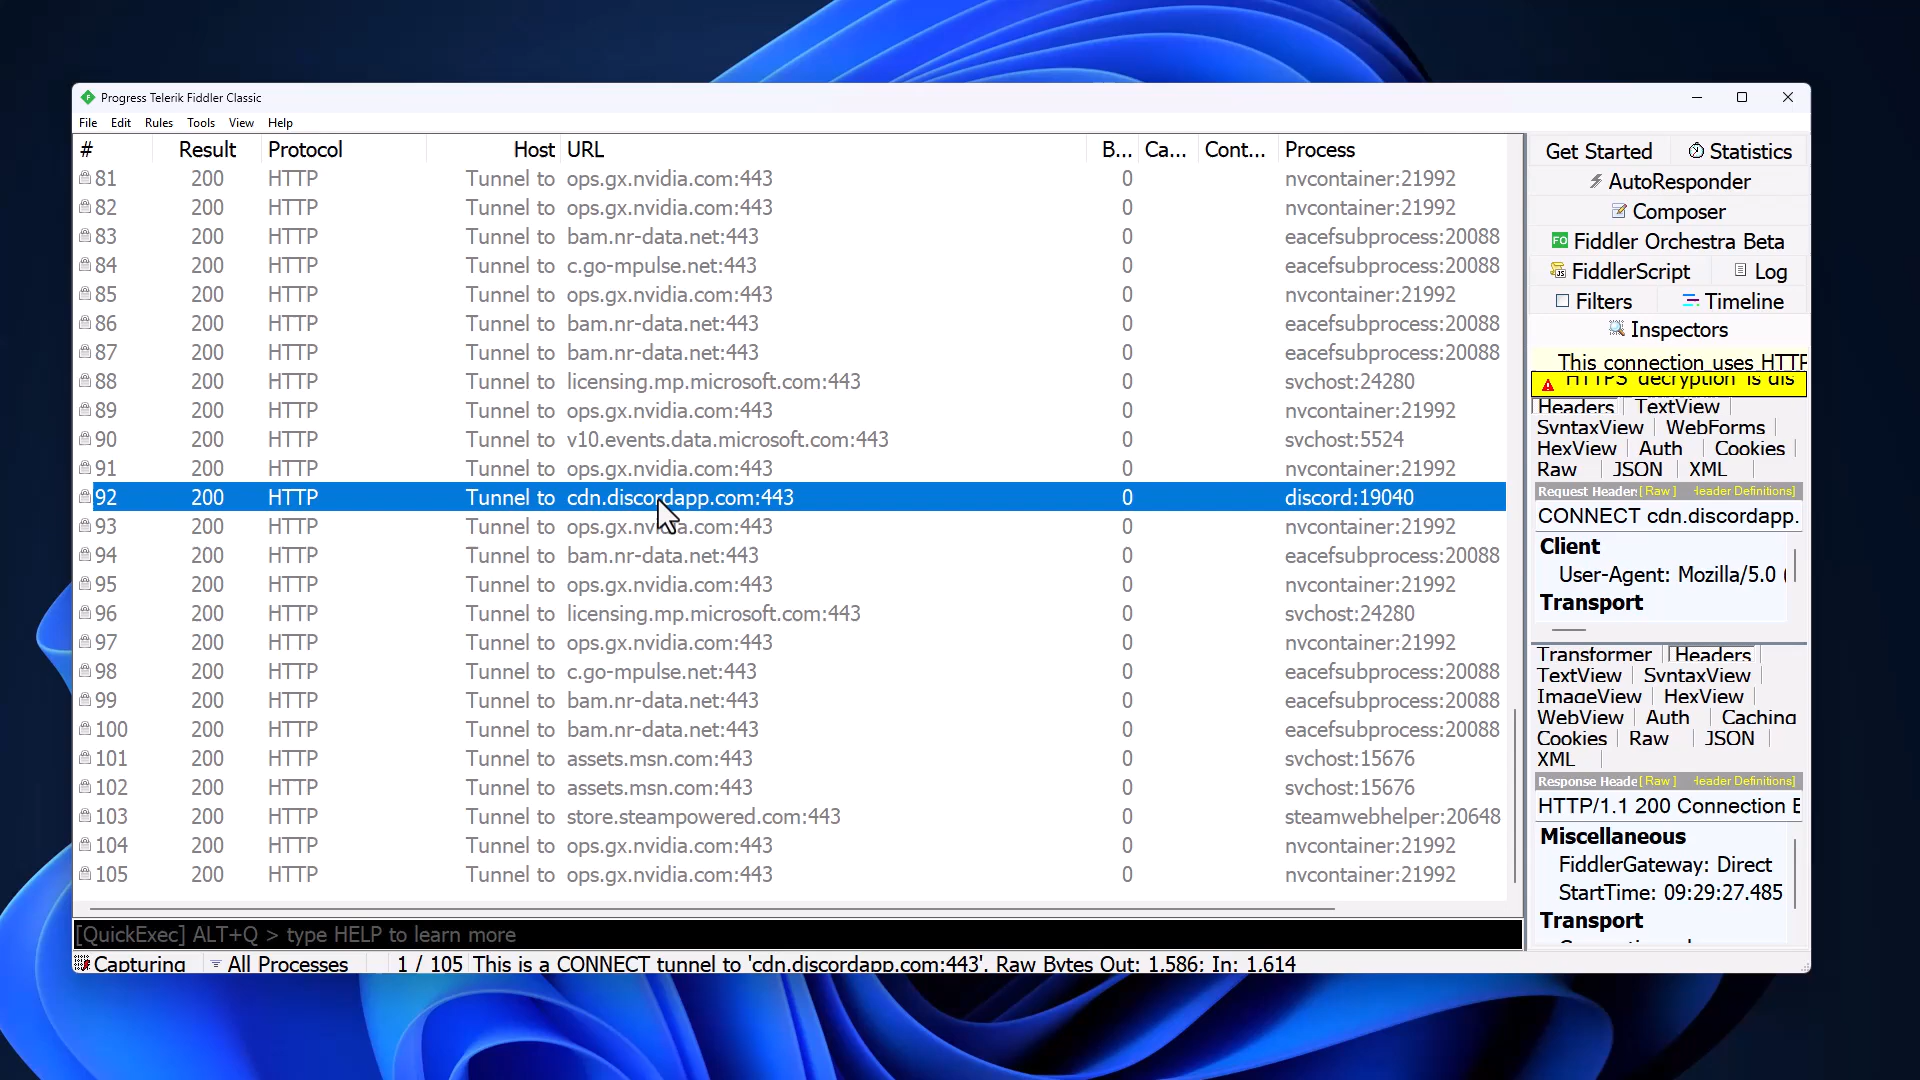 Progress Telerik Fiddler Classic
File Edit Rules Tools View Help
# Result Protocol Host URL B... Ca... Cont... Process
81 200 HTTP Tunnel to ops.gx.nvidia.com:443 0 nvcontainer:21992
82 200 HTTP Tunnel to ops.gx.nvidia.com:443 0 nvcontainer:21992
83 200 HTTP Tunnel to bam.nr-data.net:443 0 eacefsubprocess:20088
84 200 HTTP Tunnel to c.go-mpulse.net:443 0 eacefsubprocess:20088
85 200 HTTP Tunnel to ops.gx.nvidia.com:443 0 nvcontainer:21992
86 200 HTTP Tunnel to bam.nr-data.net:443 0 eacefsubprocess:20088
87 200 HTTP Tunnel to bam.nr-data.net:443 0 eacefsubprocess:20088
88 200 HTTP Tunnel to licensing.mp.microsoft.com:443 0 svchost:24280
89 200 HTTP Tunnel to ops.gx.nvidia.com:443 0 nvcontainer:21992
90 200 HTTP Tunnel to v10.events.data.microsoft.com:443 0 svchost:5524
91 200 HTTP Tunnel to ops.gx.nvidia.com:443 0 nvcontainer:21992
92 200 HTTP Tunnel to cdn.discordapp.com:443 0 discord:19040
93 200 HTTP Tunnel to ops.gx.nvidia.com:443 0 nvcontainer:21992
94 200 HTTP Tunnel to bam.nr-data.net:443 0 eacefsubprocess:20088
95 200 HTTP Tunnel to ops.gx.nvidia.com:443 0 nvcontainer:21992
96 200 HTTP Tunnel to licensing.mp.microsoft.com:443 0 svchost:24280
97 200 HTTP Tunnel to ops.gx.nvidia.com:443 0 nvcontainer:21992
98 200 HTTP Tunnel to c.go-mpulse.net:443 0 eacefsubprocess:20088
99 200 HTTP Tunnel to bam.nr-data.net:443 0 eacefsubprocess:20088
100 200 HTTP Tunnel to bam.nr-data.net:443 0 eacefsubprocess:20088
101 200 HTTP Tunnel to assets.msn.com:443 0 svchost:15676
102 200 HTTP Tunnel to assets.msn.com:443 0 svchost:15676
103 200 HTTP Tunnel to store.steampowered.com:443 0 steamwebhelper:20648
104 200 HTTP Tunnel to ops.gx.nvidia.com:443 0 nvcontainer:21992
105 200 HTTP Tunnel to ops.gx.nvidia.com:443 0 nvcontainer:21992
[QuickExec] ALT+Q > type HELP to learn more
Capturing All Processes 1 / 105 This is a CONNECT tunnel to 'cdn.discordapp.com:443'. Raw Bytes Out: 1,586; In: 1,614
Get Started Statistics
AutoResponder
Composer
FO Fiddler Orchestra Beta
FiddlerScript Log
Filters Timeline
Inspectors
This connection uses HTTP
HTTPS decryption is dis
Headers TextView
SyntaxView WebForms
HexView Auth Cookies
Raw JSON XML
Request Header [Raw] Header Definitions]
CONNECT cdn.discordapp.
Client
User-Agent: Mozilla/5.0 (
Transport
Transformer Headers
TextView SyntaxView
ImageView HexView
WebView Auth Caching
Cookies Raw JSON
XML
Response Heade [Raw] Header Definitions]
HTTP/1.1 200 Connection E
Miscellaneous
FiddlerGateway: Direct
StartTime: 09:29:27.485
Transport